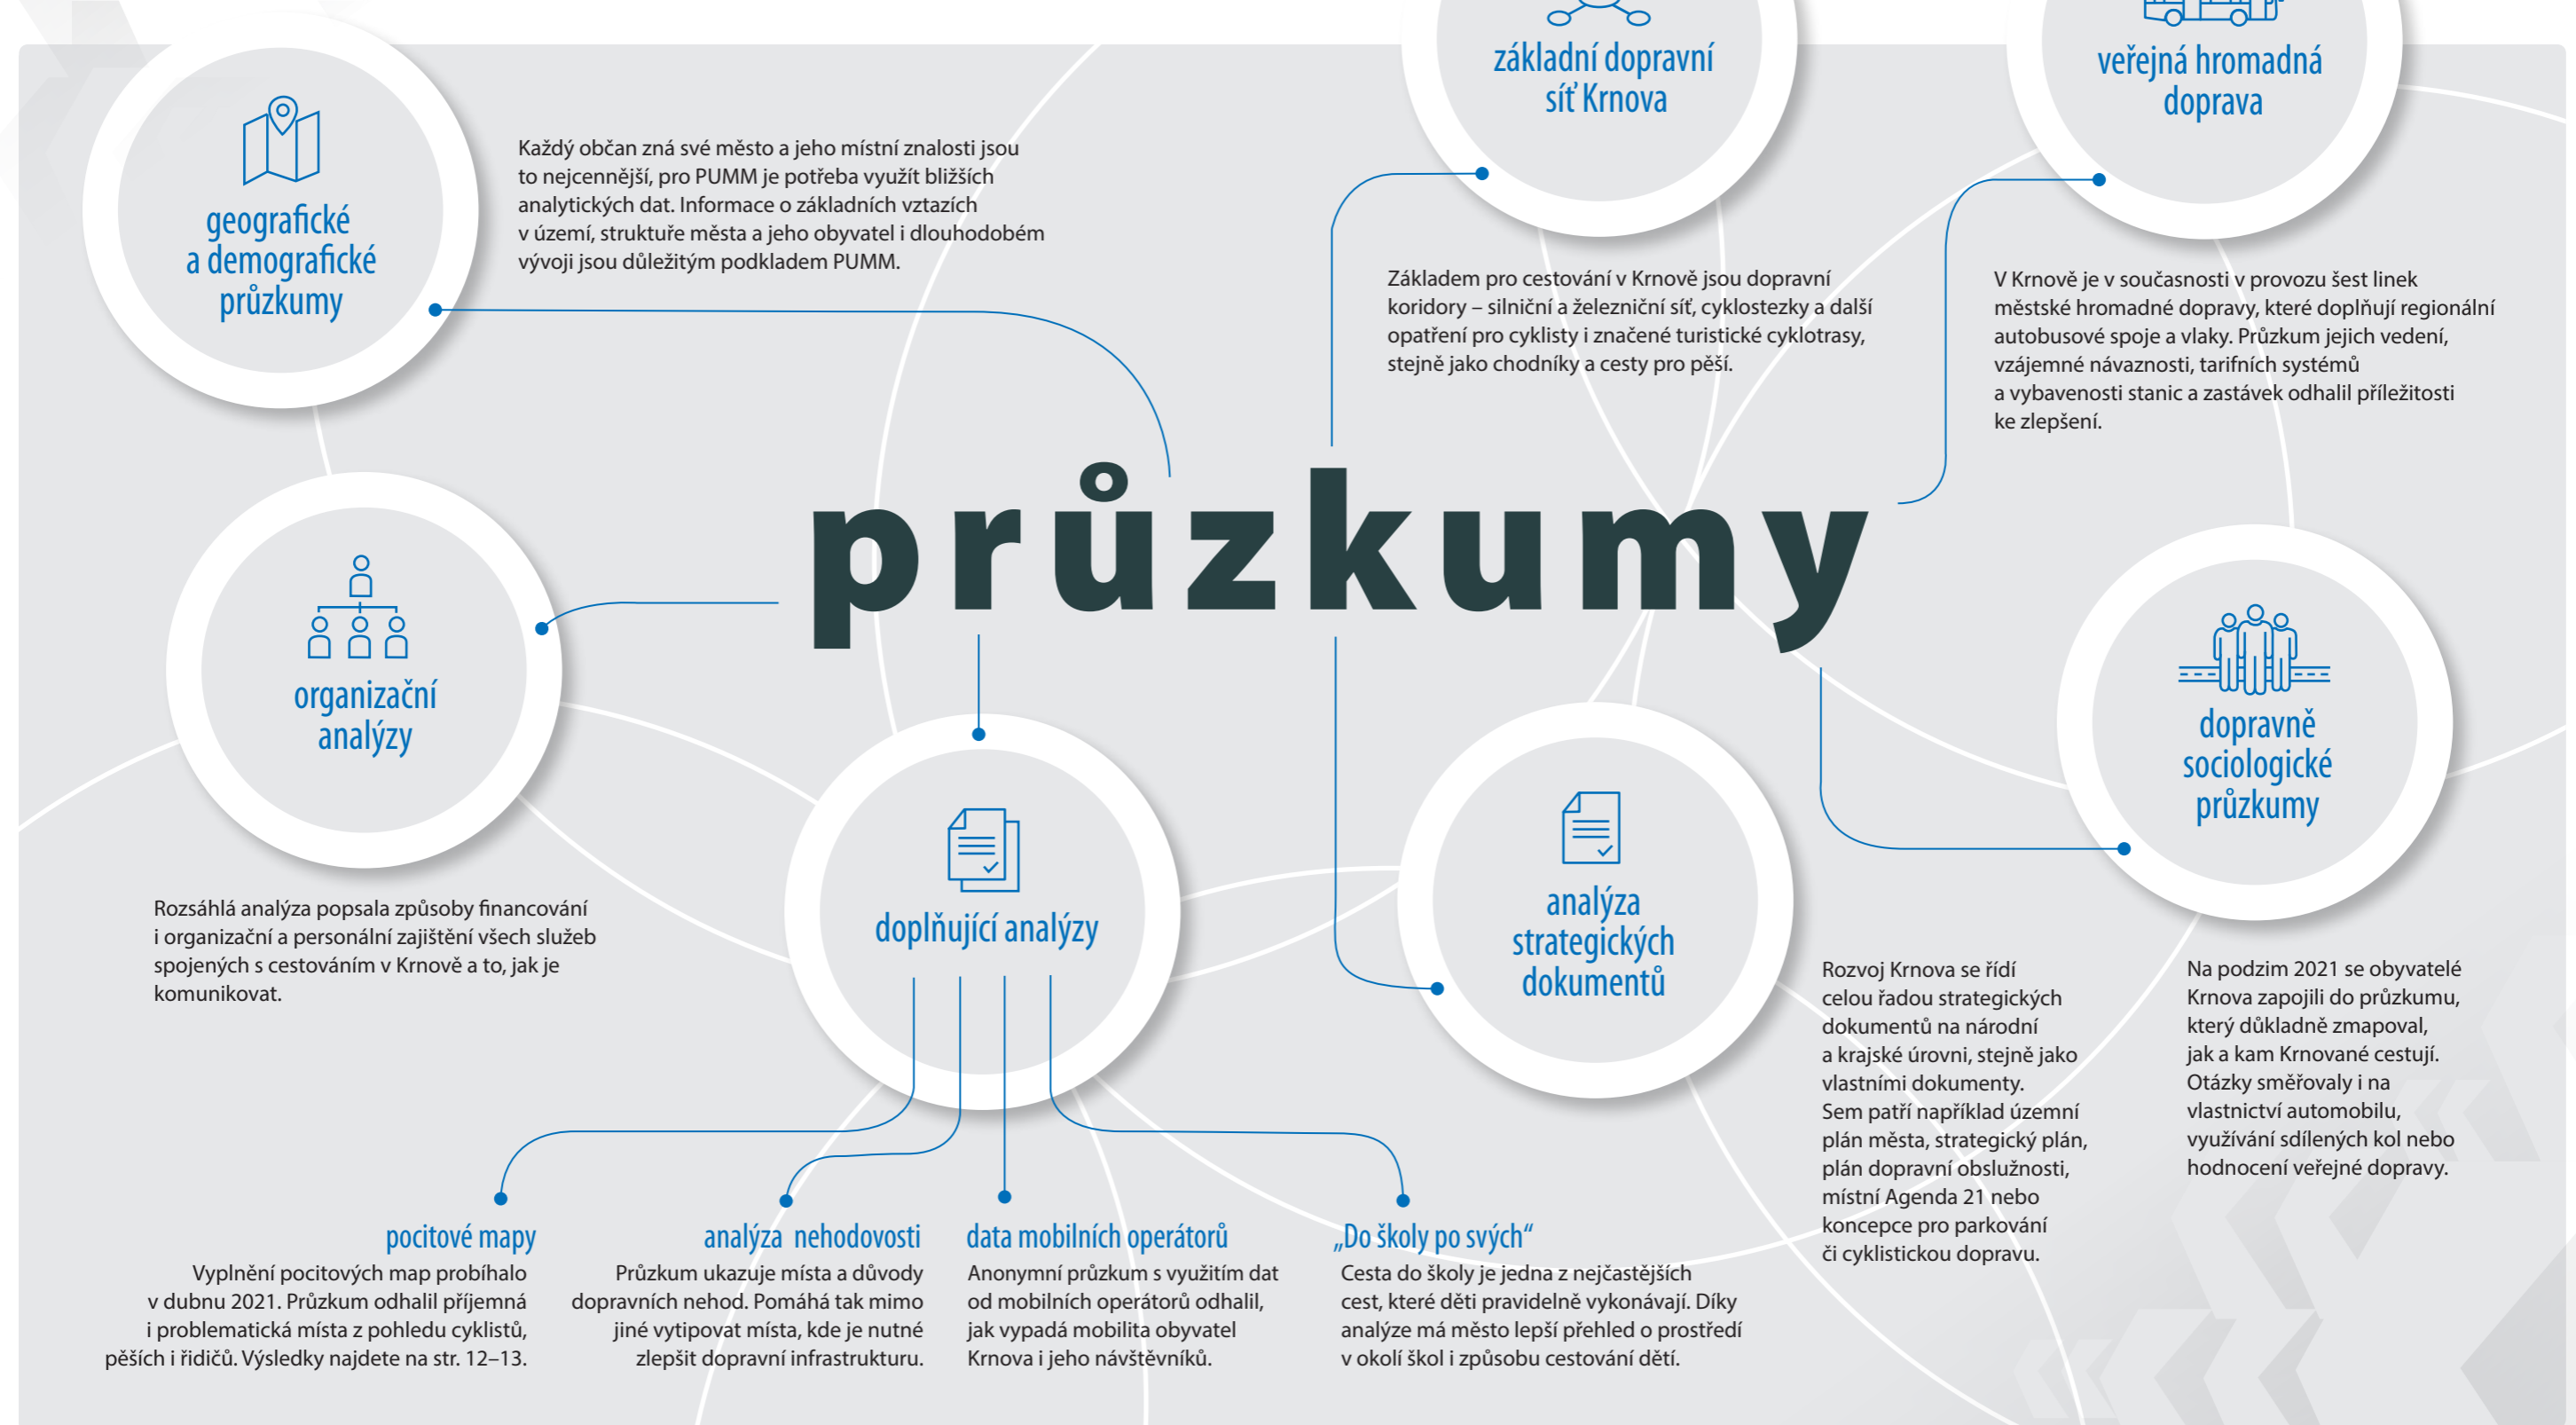 geografické
a demografické
průzkumy
Každý občan zná své město a jeho místní znalosti jsou
to nejcennější, pro PUMM je potřeba využít bližších
analytických dat. Informace o základních vztazích
v území, struktuře města a jeho obyvatel i dlouhodobém
vývoji jsou důležitým podkladem PUMM.
základní dopravní
síť Krnova
Základem pro cestování v Krnově jsou dopravní
koridory – silniční a železniční síť, cyklostezky a další
opatření pro cyklisty i značené turistické cyklotrasy,
stejně jako chodníky a cesty pro pěší.
veřejná hromadná
doprava
V Krnově je v současnosti v provozu šest linek
městské hromadné dopravy, které doplňují regionální
autobusové spoje a vlaky. Průzkum jejich vedení,
vzájemné návaznosti, tarifních systémů
a vybavenosti stanic a zastávek odhalil příležitosti
ke zlepšení.
průzkumy
organizační
analýzy
Rozsáhlá analýza popsala způsoby financování
i organizační a personální zajištění všech služeb
spojených s cestováním v Krnově a to, jak je
komunikovat.
doplňující analýzy
analýza
strategických
dokumentů
Rozvoj Krnova se řídí
celou řadou strategických
dokumentů na národní
a krajské úrovni, stejně jako
vlastními dokumenty.
Sem patří například územní
plán města, strategický plán,
plán dopravní obslužnosti,
místní Agenda 21 nebo
koncepce pro parkování
či cyklistickou dopravu.
dopravně
sociologické
průzkumy
Na podzim 2021 se obyvatelé
Krnova zapojili do průzkumu,
který důkladně zmapoval,
jak a kam Krnované cestují.
Otázky směřovaly i na
vlastnictví automobilu,
využívání sdílených kol nebo
hodnocení veřejné dopravy.
pocitové mapy
Vyplnění pocitových map probíhalo
v dubnu 2021. Průzkum odhalil příjemná
i problematická místa z pohledu cyklistů,
pěších i řidičů. Výsledky najdete na str. 12–13.
analýza nehodovosti
Průzkum ukazuje místa a důvody
dopravních nehod. Pomáhá tak mimo
jiné vytipovat místa, kde je nutné
zlepšit dopravní infrastrukturu.
data mobilních operátorů
Anonymní průzkum s využitím dat
od mobilních operátorů odhalil,
jak vypadá mobilita obyvatel
Krnova i jeho návštěvníků.
„Do školy po svých“
Cesta do školy je jedna z nejčastějších
cest, které děti pravidelně vykonávají. Díky
analýze má město lepší přehled o prostředí
v okolí škol i způsobu cestování dětí.